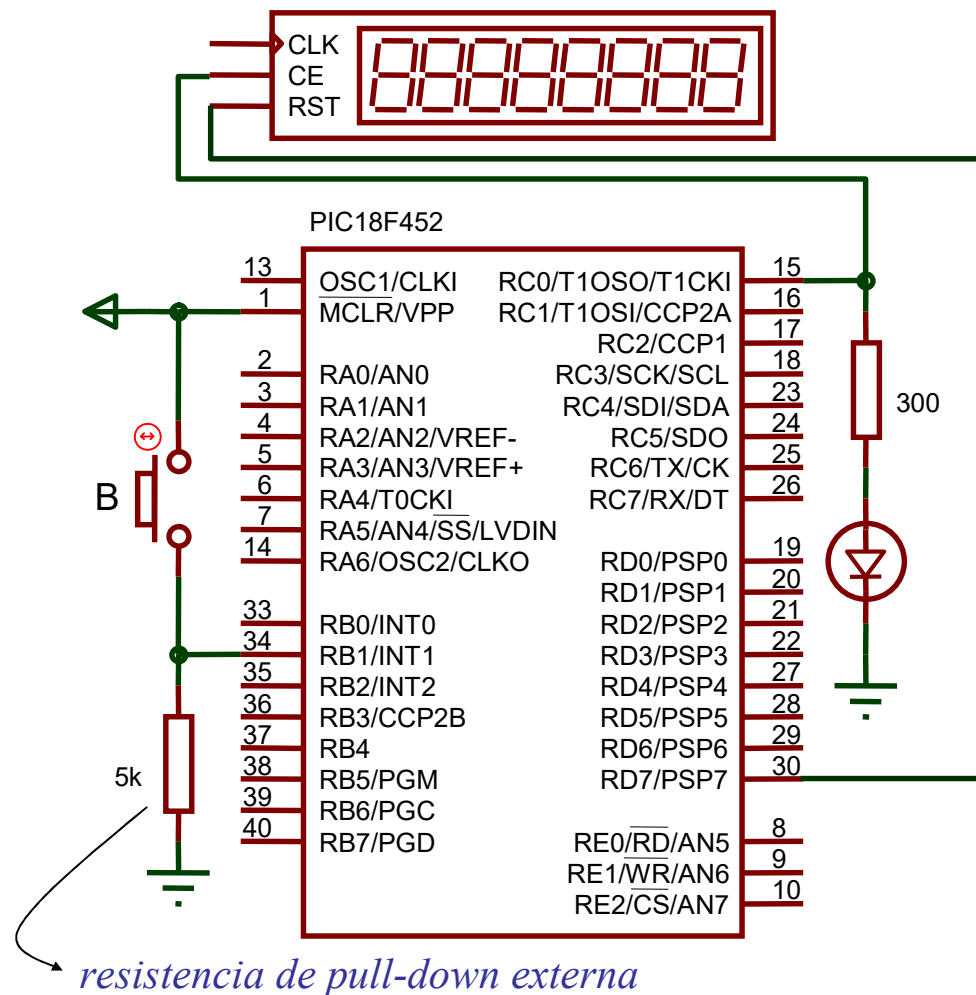 CLK
CE
RST
PIC18F452
13 OSC1/CLKI
1 MCLR/VPP
2 RA0/AN0
3 RA1/AN1
4 RA2/AN2/VREF-
5 RA3/AN3/VREF+
6 RA4/T0CKI
7 RA5/AN4/SS/LVDIN
14 RA6/OSC2/CLKO
33 RB0/INT0
34 RB1/INT1
35 RB2/INT2
36 RB3/CCP2B
37 RB4
38 RB5/PGM
39 RB6/PGC
40 RB7/PGD
RC0/T1OSO/T1CKI 15
RC1/T1OSI/CCP2A 16
RC2/CCP1 17
RC3/SCK/SCL 18
RC4/SDI/SDA 23
RC5/SDO 24
RC6/TX/CK 25
RC7/RX/DT 26
RD0/PSP0 19
RD1/PSP1 20
RD2/PSP2 21
RD3/PSP3 22
RD4/PSP4 27
RD5/PSP5 28
RD6/PSP6 29
RD7/PSP7 30
RE0/RD/AN5 8
RE1/WR/AN6 9
RE2/CS/AN7 10
B
5k
300
resistencia de pull-down externa